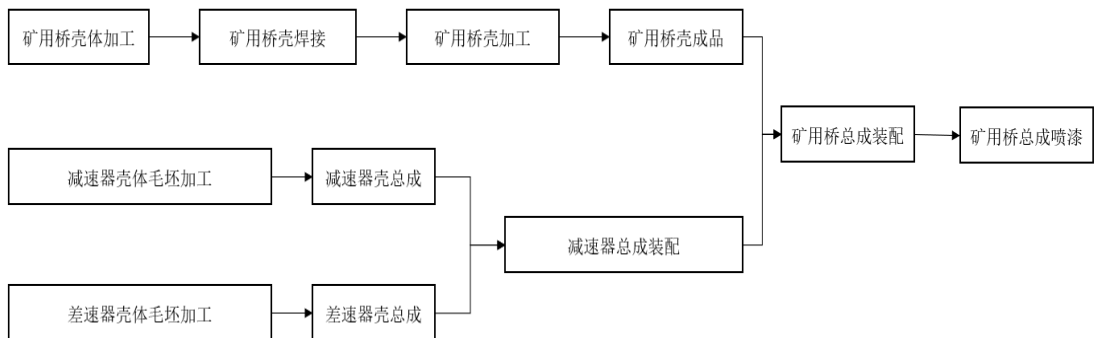 矿用桥壳体加工
矿用桥壳焊接
矿用桥壳加工
矿用桥壳成品
矿用桥总成装配
矿用桥总成喷漆
减速器壳体毛坯加工
减速器壳总成
减速器总成装配
差速器壳体毛坯加工
差速器壳总成